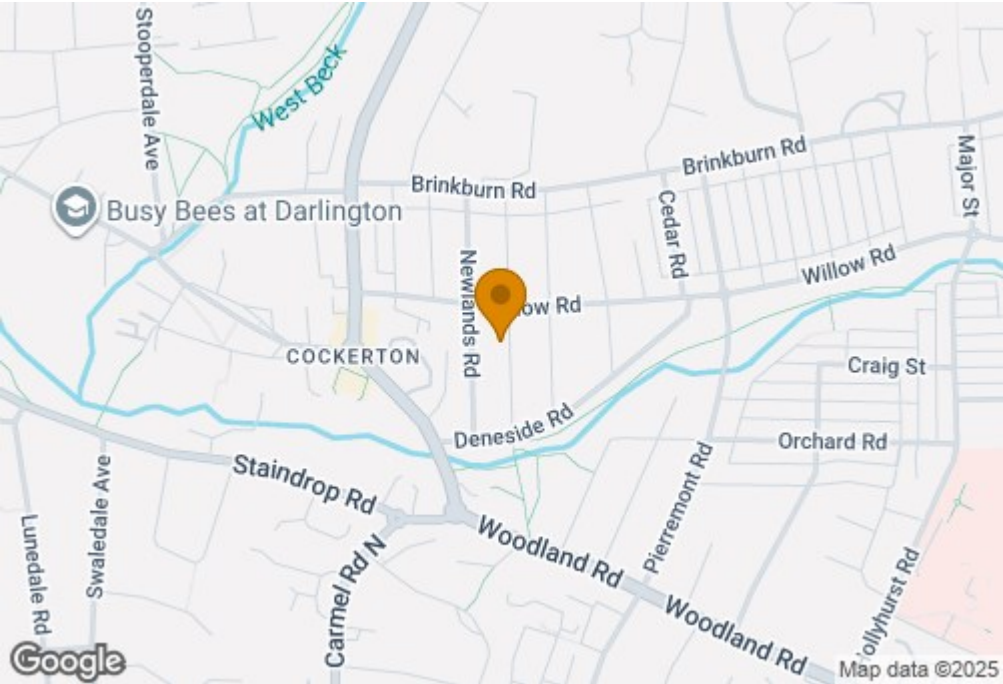 Stooperdale Ave
West Beck
Brinkburn Rd
Major St
Brinkburn Rd
Busy Bees at Darlington
Cedar Rd
Newlands Rd
Willow Rd
Rd
COCKERTON
Craig St
Deneside Rd
Orchard Rd
Staindrop Rd
Swaledale Ave
Lunedale Rd
Pierremont Rd
Woodland Rd
Carmel Rd N
Woodland Rd
ollyhurst Rd
Google
Map data ©2025